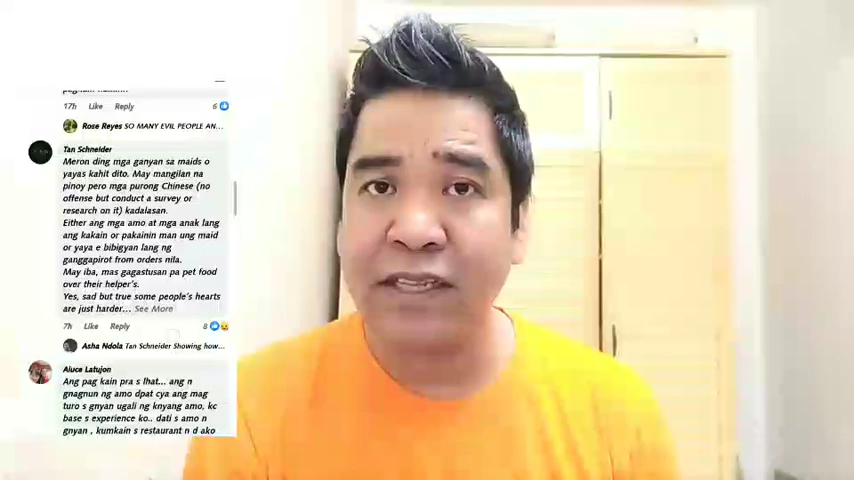 17h Like Reply 6
Rose Reyes SO MANY EVIL PEOPLE AN...
Tan Schneider
Meron ding mga ganyan sa maids o
yayas kahit dito. May mangilan na
pinoy pero mga purong Chinese (no
offense but conduct a survey or
research on it) kadalasan.
Either ang mga amo at mga anak lang
ang kakain or pakainin man ung maid
or yaya e bibigyan lang ng
ganggapirot from orders nila.
May iba, mas gagastusan pa pet food
over their helper's.
Yes, sad but true some people's hearts
are just harder... See More
7h Like Reply 8
Asha Ndola Tan Schneider Showing how...
Aiuce Latujon
Ang pag kain pra s lhat... ang n
gnagnun ng amo dpat cya ang mag
turo s gnyan ugali ng knyang amo, kc
base s experience ko.. dati s amo n
gnyan , kumkain s restaurant n d ako